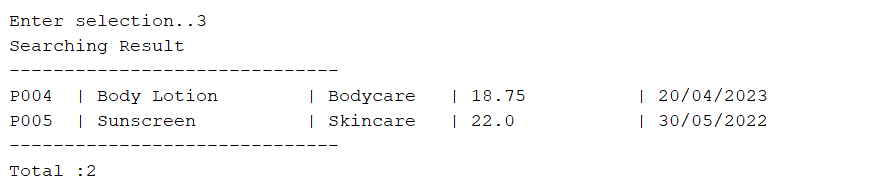 Enter selection..3
Searching Result
------------------------------
P004  | Body Lotion        | Bodycare   | 18.75          | 20/04/2023
P005  | Sunscreen          | Skincare   | 22.0           | 30/05/2022
------------------------------
Total :2